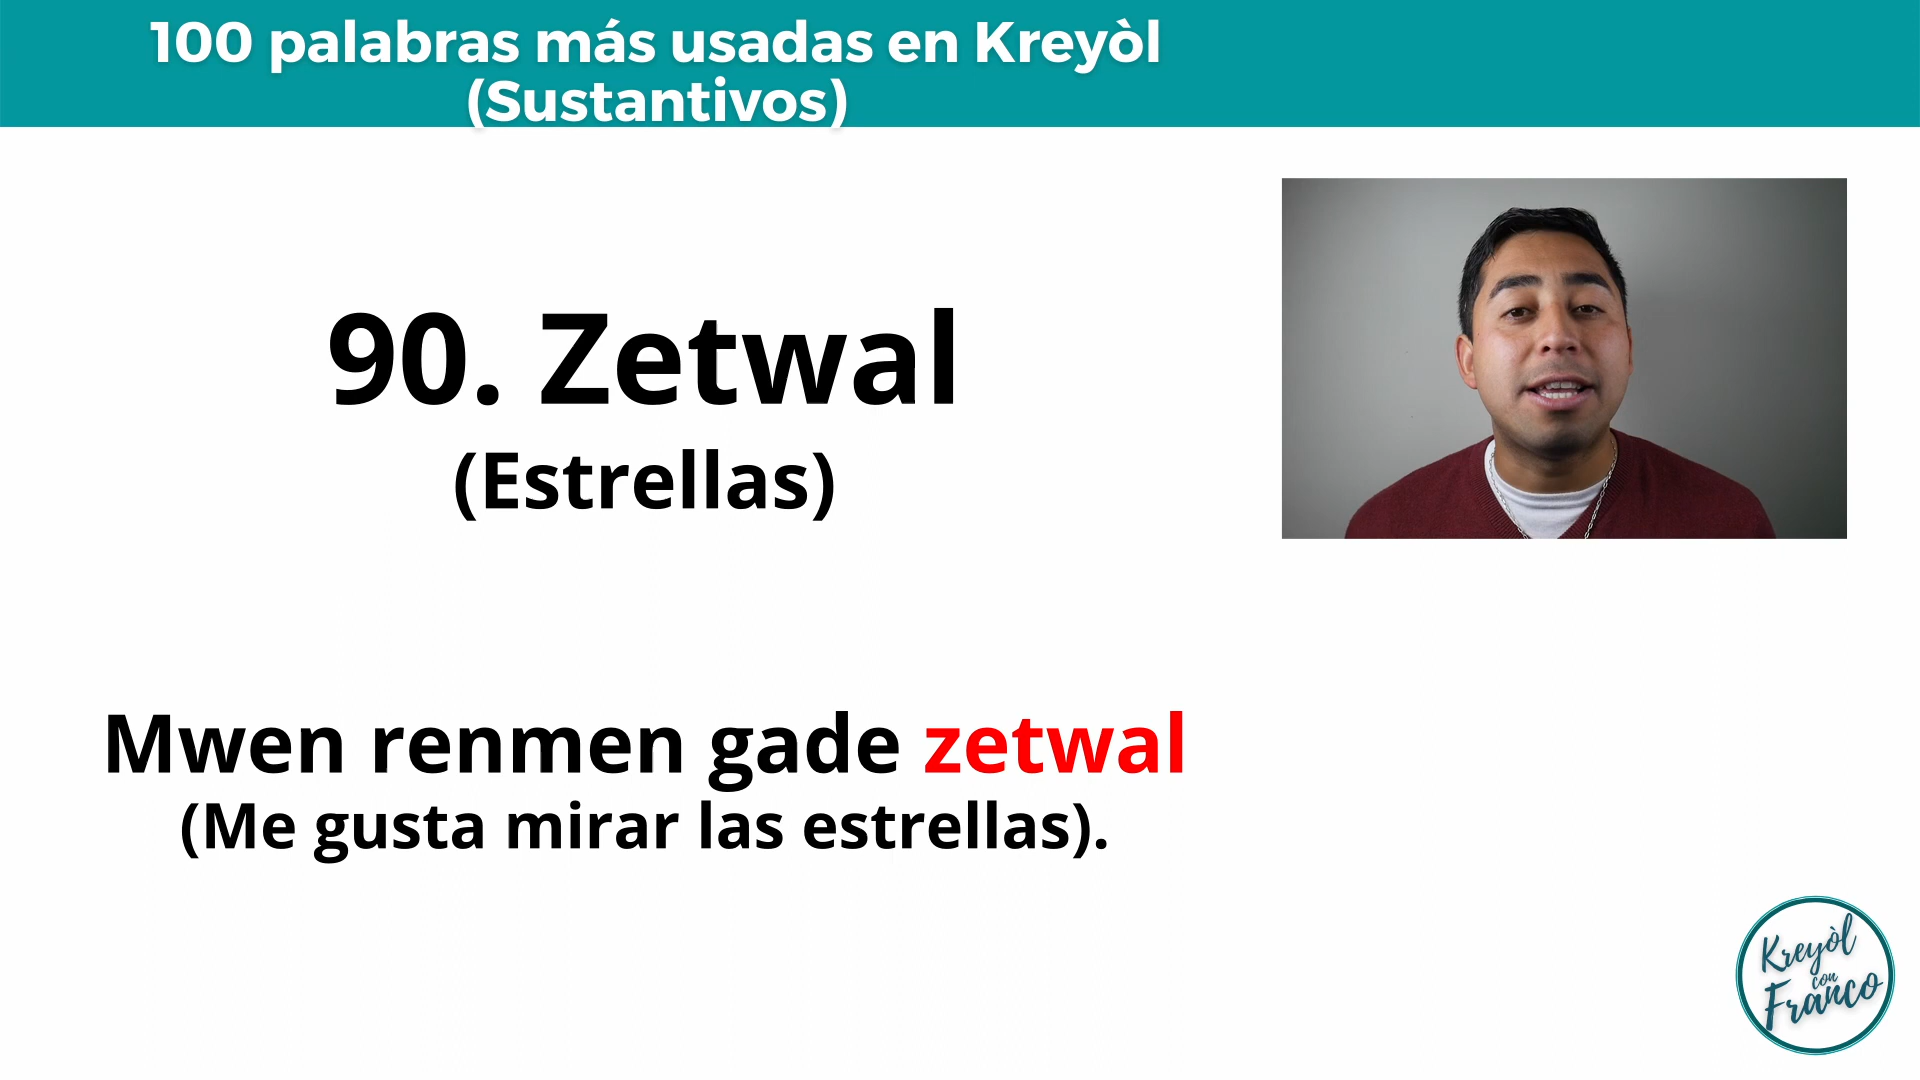 100 palabras más usadas en Kreyòl
(Sustantivos)
90. Zetwal
(Estrellas)
Mwen renmen gade zetwal
(Me gusta mirar las estrellas).
Kreyòl
con
Franco